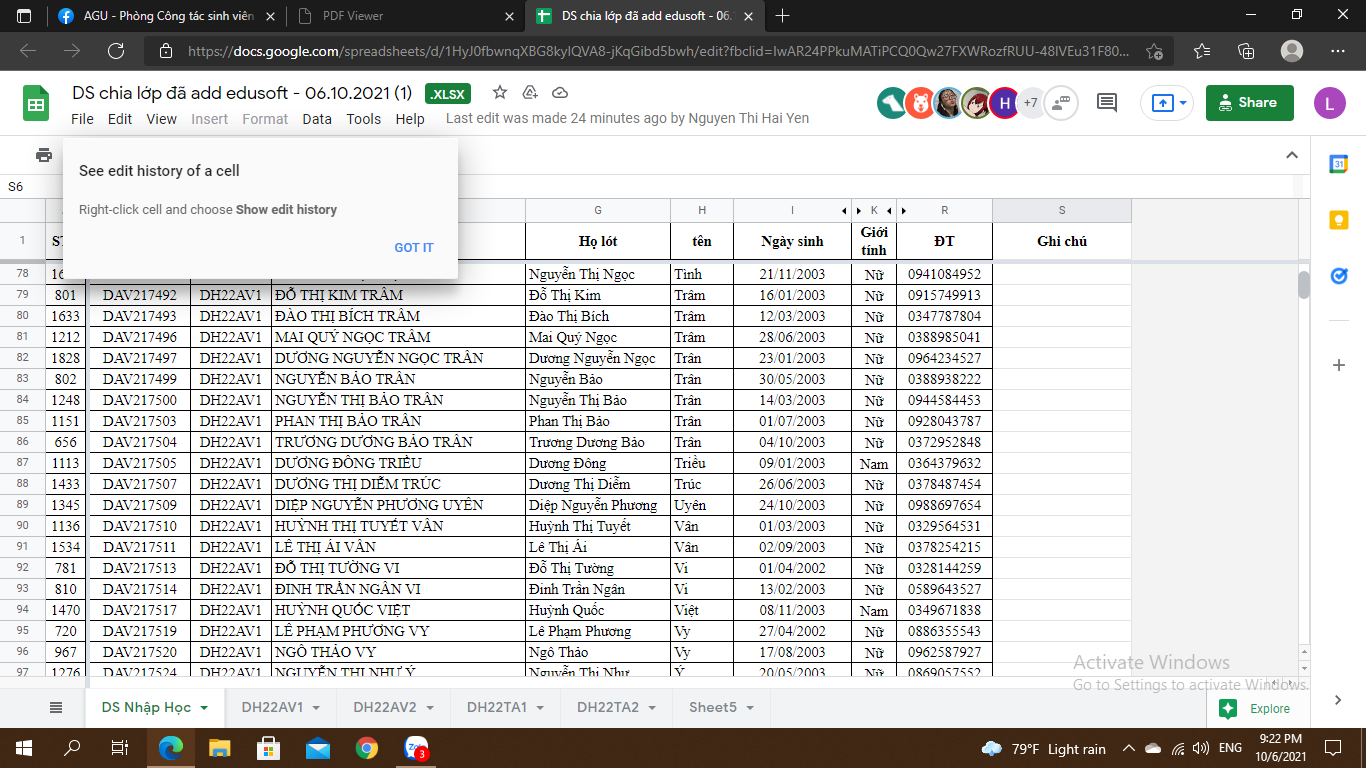 AGU - Phòng Công tác sinh viên
PDF Viewer
DS chia lớp đã add edusoft - 06.
https://docs.google.com/spreadsheets/d/1HyJ0fbwnqXBG8kyIQVA8-jKqGibd5bwh/edit?fbclid=IwAR24PPkuMATiPCQ0Qw27FXWRozfRUU-48lVEu31F80...
DS chia lớp đã add edusoft - 06.10.2021 (1) .XLSX
File Edit View Insert Format Data Tools Help Last edit was made 24 minutes ago by Nguyen Thi Hai Yen
H +7 Share L
See edit history of a cell
Right-click cell and choose Show edit history
GOT IT
S6
G H I K R S
1 ST Họ lót tên Ngày sinh Giới tính ĐT Ghi chú
78 16 Nguyễn Thị Ngọc Tình 21/11/2003 Nữ 0941084952
79 801 DAV217492 DH22AV1 ĐỖ THỊ KIM TRÂM Đỗ Thị Kim Trâm 16/01/2003 Nữ 0915749913
80 1633 DAV217493 DH22AV1 ĐÀO THỊ BÍCH TRÂM Đào Thị Bích Trâm 12/03/2003 Nữ 0347787804
81 1212 DAV217496 DH22AV1 MAI QUÝ NGỌC TRÂM Mai Quý Ngọc Trâm 28/06/2003 Nữ 0388985041
82 1828 DAV217497 DH22AV1 DƯƠNG NGUYỄN NGỌC TRÂN Dương Nguyễn Ngọc Trân 23/01/2003 Nữ 0964234527
83 802 DAV217499 DH22AV1 NGUYỄN BẢO TRÂN Nguyễn Bảo Trân 30/05/2003 Nữ 0388938222
84 1248 DAV217500 DH22AV1 NGUYỄN THỊ BẢO TRÂN Nguyễn Thị Bảo Trân 14/03/2003 Nữ 0944584453
85 1151 DAV217503 DH22AV1 PHAN THỊ BẢO TRÂN Phan Thị Bảo Trân 01/07/2003 Nữ 0928043787
86 656 DAV217504 DH22AV1 TRƯƠNG DƯƠNG BẢO TRÂN Trương Dương Bảo Trân 04/10/2003 Nữ 0372952848
87 1113 DAV217505 DH22AV1 DƯƠNG ĐÔNG TRIỀU Dương Đông Triều 09/01/2003 Nam 0364379632
88 1433 DAV217507 DH22AV1 DƯƠNG THỊ DIỄM TRÚC Dương Thị Diễm Trúc 26/06/2003 Nữ 0378487454
89 1345 DAV217509 DH22AV1 DIỆP NGUYỄN PHƯƠNG UYÊN Diệp Nguyễn Phương Uyên 24/10/2003 Nữ 0988697654
90 1136 DAV217510 DH22AV1 HUỲNH THỊ TUYẾT VÂN Huỳnh Thị Tuyết Vân 01/03/2003 Nữ 0329564531
91 1534 DAV217511 DH22AV1 LÊ THỊ ÁI VÂN Lê Thị Ái Vân 02/09/2003 Nữ 0378254215
92 781 DAV217513 DH22AV1 ĐỖ THỊ TƯỜNG VI Đỗ Thị Tường Vi 01/04/2002 Nữ 0328144259
93 810 DAV217514 DH22AV1 ĐINH TRẦN NGÂN VI Đinh Trần Ngân Vi 13/02/2003 Nữ 0589643527
94 1470 DAV217517 DH22AV1 HUỲNH QUỐC VIỆT Huỳnh Quốc Việt 08/11/2003 Nam 0349671838
95 720 DAV217519 DH22AV1 LÊ PHẠM PHƯƠNG VY Lê Phạm Phương Vy 27/04/2002 Nữ 0886355543
96 967 DAV217520 DH22AV1 NGÔ THẢO VY Ngô Thảo Vy 17/08/2003 Nữ 0962587927
97 1276 DAV217524 DH22AV1 NGUYỄN THỊ NHƯ Ý Nguyễn Thị Như Ý 20/05/2003 Nữ 0869057552
Activate Windows
Go to Settings to activate Windows.
DS Nhập Học DH22AV1 DH22AV2 DH22TA1 DH22TA2 Sheet5 Explore
31
Zalo 3
79°F Light rain ENG
9:22 PM
10/6/2021